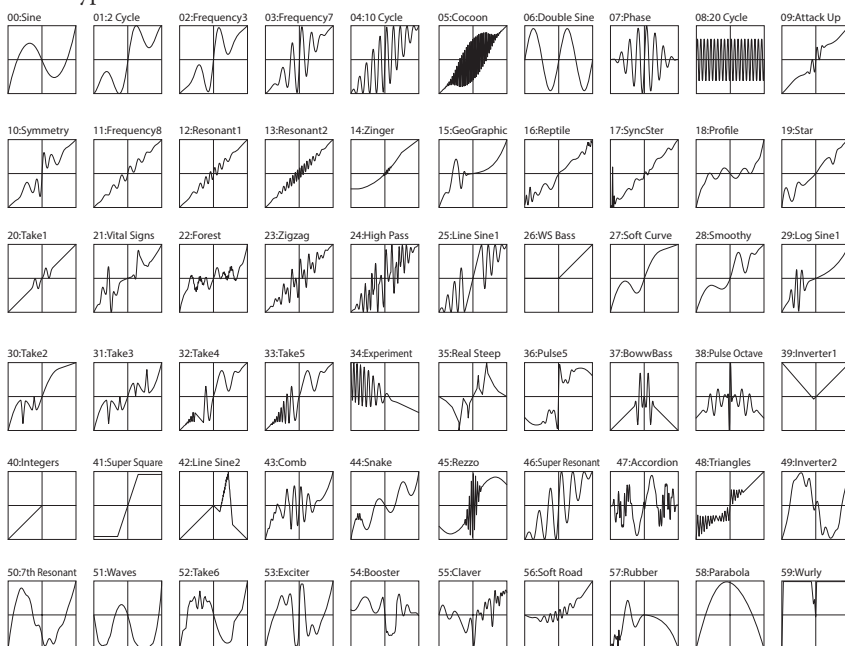 00:Sine 01:2 Cycle 02:Frequency3 03:Frequency7 04:10 Cycle 05:Cocoon 06:Double Sine 07:Phase 08:20 Cycle 09:Attack Up
10:Symmetry 11:Frequency8 12:Resonant1 13:Resonant2 14:Zinger 15:GeoGraphic 16:Reptile 17:SyncSter 18:Profile 19:Star
20:Take1 21:Vital Signs 22:Forest 23:Zigzag 24:High Pass 25:Line Sine1 26:WS Bass 27:Soft Curve 28:Smoothy 29:Log Sine1
30:Take2 31:Take3 32:Take4 33:Take5 34:Experiment 35:Real Steep 36:Pulse5 37:BowwBass 38:Pulse Octave 39:Inverter1
40:Integers 41:Super Square 42:Line Sine2 43:Comb 44:Snake 45:Rezzo 46:Super Resonant 47:Accordion 48:Triangles 49:Inverter2
50:7th Resonant 51:Waves 52:Take6 53:Exciter 54:Booster 55:Claver 56:Soft Road 57:Rubber 58:Parabola 59:Wurly